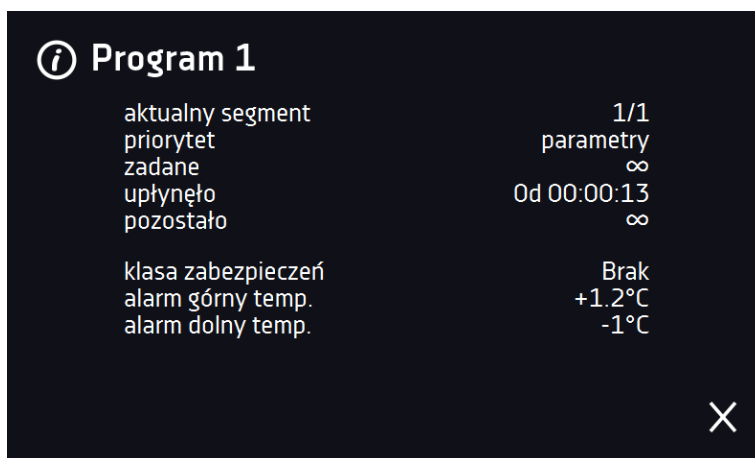 Program 1
aktualny segment 1/1
priorytet parametry
zadane ∞
upłynęło 0d 00:00:13
pozostało ∞
klasa zabezpieczeń Brak
alarm górny temp. +1.2°C
alarm dolny temp. -1°C